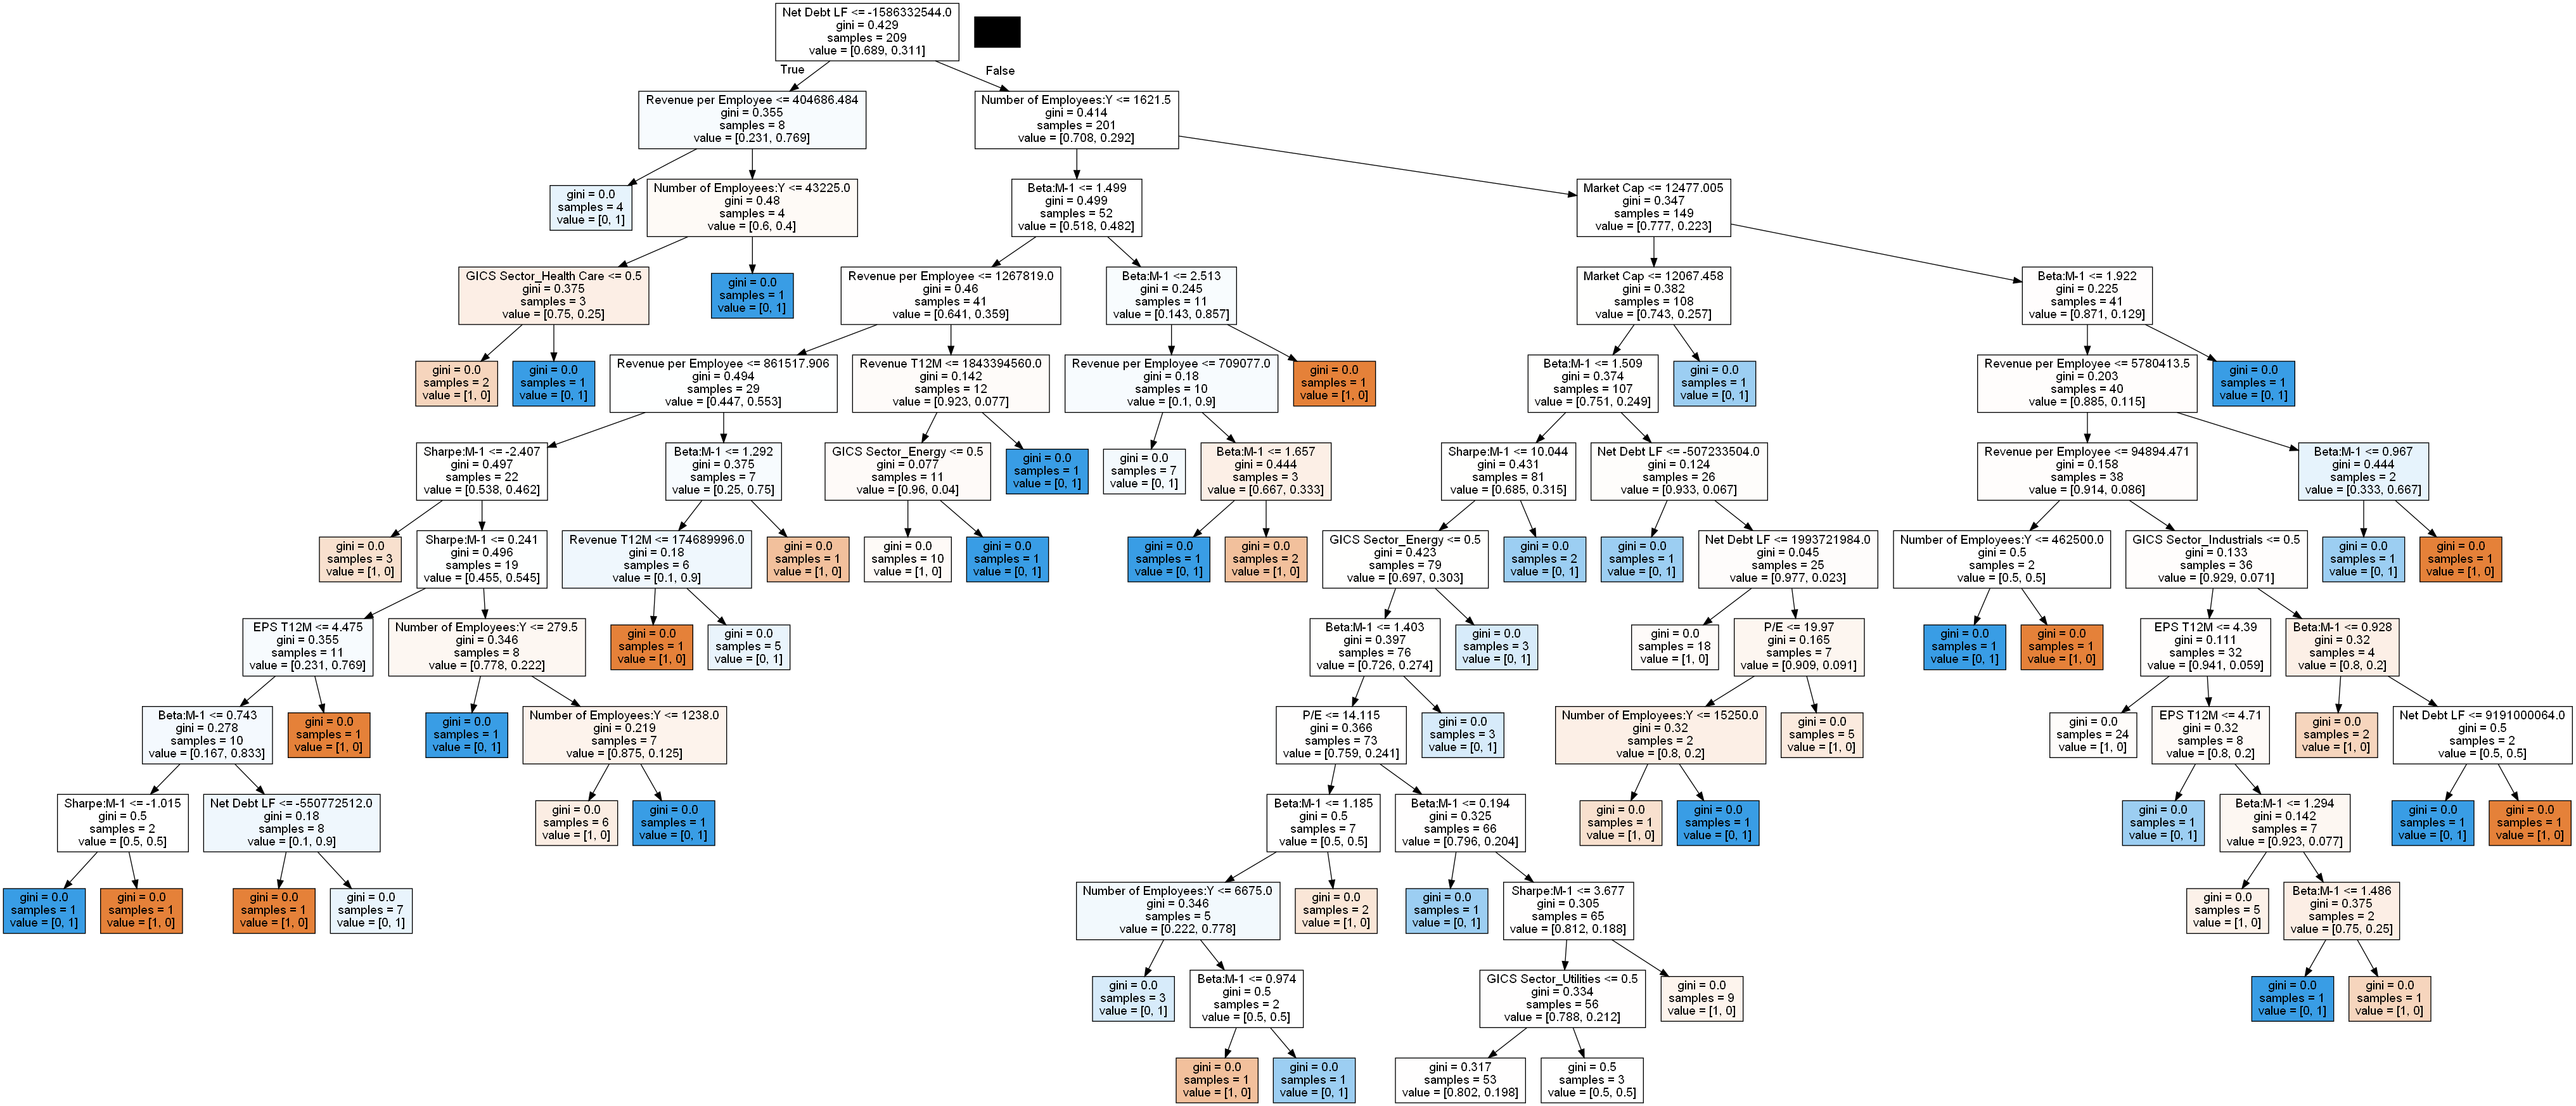 Net Debt LF <= -1586332544.0
gini = 0.429
samples = 209
value = [0.689, 0.311]
True
False
Revenue per Employee <= 404686.484
gini = 0.355
samples = 8
value = [0.231, 0.769]
Number of Employees:Y <= 1621.5
gini = 0.414
samples = 201
value = [0.708, 0.292]
gini = 0.0
samples = 4
value = [0, 1]
Number of Employees:Y <= 43225.0
gini = 0.48
samples = 4
value = [0.6, 0.4]
Beta:M-1 <= 1.499
gini = 0.499
samples = 52
value = [0.518, 0.482]
Market Cap <= 12477.005
gini = 0.347
samples = 149
value = [0.777, 0.223]
GICS Sector_Health Care <= 0.5
gini = 0.375
samples = 3
value = [0.75, 0.25]
gini = 0.0
samples = 1
value = [0, 1]
Revenue per Employee <= 1267819.0
gini = 0.46
samples = 41
value = [0.641, 0.359]
Beta:M-1 <= 2.513
gini = 0.245
samples = 11
value = [0.143, 0.857]
Market Cap <= 12067.458
gini = 0.382
samples = 108
value = [0.743, 0.257]
Beta:M-1 <= 1.922
gini = 0.225
samples = 41
value = [0.871, 0.129]
gini = 0.0
samples = 2
value = [1, 0]
gini = 0.0
samples = 1
value = [0, 1]
Revenue per Employee <= 861517.906
gini = 0.494
samples = 29
value = [0.447, 0.553]
Revenue T12M <= 1843394560.0
gini = 0.142
samples = 12
value = [0.923, 0.077]
Revenue per Employee <= 709077.0
gini = 0.18
samples = 10
value = [0.1, 0.9]
gini = 0.0
samples = 1
value = [1, 0]
Beta:M-1 <= 1.509
gini = 0.374
samples = 107
value = [0.751, 0.249]
gini = 0.0
samples = 1
value = [0, 1]
Revenue per Employee <= 5780413.5
gini = 0.203
samples = 40
value = [0.885, 0.115]
gini = 0.0
samples = 1
value = [0, 1]
Sharpe:M-1 <= -2.407
gini = 0.497
samples = 22
value = [0.538, 0.462]
Beta:M-1 <= 1.292
gini = 0.375
samples = 7
value = [0.25, 0.75]
GICS Sector_Energy <= 0.5
gini = 0.077
samples = 11
value = [0.96, 0.04]
gini = 0.0
samples = 1
value = [0, 1]
gini = 0.0
samples = 7
value = [0, 1]
Beta:M-1 <= 1.657
gini = 0.444
samples = 3
value = [0.667, 0.333]
Sharpe:M-1 <= 10.044
gini = 0.431
samples = 81
value = [0.685, 0.315]
Net Debt LF <= -507233504.0
gini = 0.124
samples = 26
value = [0.933, 0.067]
Revenue per Employee <= 94894.471
gini = 0.158
samples = 38
value = [0.914, 0.086]
Beta:M-1 <= 0.967
gini = 0.444
samples = 2
value = [0.333, 0.667]
gini = 0.0
samples = 3
value = [1, 0]
Sharpe:M-1 <= 0.241
gini = 0.496
samples = 19
value = [0.455, 0.545]
Revenue T12M <= 174689996.0
gini = 0.18
samples = 6
value = [0.1, 0.9]
gini = 0.0
samples = 1
value = [1, 0]
gini = 0.0
samples = 10
value = [1, 0]
gini = 0.0
samples = 1
value = [0, 1]
gini = 0.0
samples = 1
value = [0, 1]
gini = 0.0
samples = 2
value = [1, 0]
GICS Sector_Energy <= 0.5
gini = 0.423
samples = 79
value = [0.697, 0.303]
gini = 0.0
samples = 2
value = [0, 1]
gini = 0.0
samples = 1
value = [0, 1]
Net Debt LF <= 1993721984.0
gini = 0.045
samples = 25
value = [0.977, 0.023]
Number of Employees:Y <= 462500.0
gini = 0.5
samples = 2
value = [0.5, 0.5]
GICS Sector_Industrials <= 0.5
gini = 0.133
samples = 36
value = [0.929, 0.071]
gini = 0.0
samples = 1
value = [0, 1]
gini = 0.0
samples = 1
value = [1, 0]
EPS T12M <= 4.475
gini = 0.355
samples = 11
value = [0.231, 0.769]
Number of Employees:Y <= 279.5
gini = 0.346
samples = 8
value = [0.778, 0.222]
gini = 0.0
samples = 1
value = [1, 0]
gini = 0.0
samples = 5
value = [0, 1]
Beta:M-1 <= 1.403
gini = 0.397
samples = 76
value = [0.726, 0.274]
gini = 0.0
samples = 3
value = [0, 1]
gini = 0.0
samples = 18
value = [1, 0]
P/E <= 19.97
gini = 0.165
samples = 7
value = [0.909, 0.091]
gini = 0.0
samples = 1
value = [0, 1]
gini = 0.0
samples = 1
value = [1, 0]
EPS T12M <= 4.39
gini = 0.111
samples = 32
value = [0.941, 0.059]
Beta:M-1 <= 0.928
gini = 0.32
samples = 4
value = [0.8, 0.2]
Beta:M-1 <= 0.743
gini = 0.278
samples = 10
value = [0.167, 0.833]
gini = 0.0
samples = 1
value = [1, 0]
gini = 0.0
samples = 1
value = [0, 1]
Number of Employees:Y <= 1238.0
gini = 0.219
samples = 7
value = [0.875, 0.125]
P/E <= 14.115
gini = 0.366
samples = 73
value = [0.759, 0.241]
gini = 0.0
samples = 3
value = [0, 1]
Number of Employees:Y <= 15250.0
gini = 0.32
samples = 2
value = [0.8, 0.2]
gini = 0.0
samples = 5
value = [1, 0]
gini = 0.0
samples = 24
value = [1, 0]
EPS T12M <= 4.71
gini = 0.32
samples = 8
value = [0.8, 0.2]
gini = 0.0
samples = 2
value = [1, 0]
Net Debt LF <= 9191000064.0
gini = 0.5
samples = 2
value = [0.5, 0.5]
Sharpe:M-1 <= -1.015
gini = 0.5
samples = 2
value = [0.5, 0.5]
Net Debt LF <= -550772512.0
gini = 0.18
samples = 8
value = [0.1, 0.9]
gini = 0.0
samples = 6
value = [1, 0]
gini = 0.0
samples = 1
value = [0, 1]
Beta:M-1 <= 1.185
gini = 0.5
samples = 7
value = [0.5, 0.5]
Beta:M-1 <= 0.194
gini = 0.325
samples = 66
value = [0.796, 0.204]
gini = 0.0
samples = 1
value = [1, 0]
gini = 0.0
samples = 1
value = [0, 1]
gini = 0.0
samples = 1
value = [0, 1]
Beta:M-1 <= 1.294
gini = 0.142
samples = 7
value = [0.923, 0.077]
gini = 0.0
samples = 1
value = [0, 1]
gini = 0.0
samples = 1
value = [1, 0]
gini = 0.0
samples = 1
value = [0, 1]
gini = 0.0
samples = 1
value = [1, 0]
gini = 0.0
samples = 1
value = [1, 0]
gini = 0.0
samples = 7
value = [0, 1]
Number of Employees:Y <= 6675.0
gini = 0.346
samples = 5
value = [0.222, 0.778]
gini = 0.0
samples = 2
value = [1, 0]
gini = 0.0
samples = 1
value = [0, 1]
Sharpe:M-1 <= 3.677
gini = 0.305
samples = 65
value = [0.812, 0.188]
gini = 0.0
samples = 5
value = [1, 0]
Beta:M-1 <= 1.486
gini = 0.375
samples = 2
value = [0.75, 0.25]
gini = 0.0
samples = 3
value = [0, 1]
Beta:M-1 <= 0.974
gini = 0.5
samples = 2
value = [0.5, 0.5]
GICS Sector_Utilities <= 0.5
gini = 0.334
samples = 56
value = [0.788, 0.212]
gini = 0.0
samples = 9
value = [1, 0]
gini = 0.0
samples = 1
value = [0, 1]
gini = 0.0
samples = 1
value = [1, 0]
gini = 0.0
samples = 1
value = [1, 0]
gini = 0.0
samples = 1
value = [0, 1]
gini = 0.317
samples = 53
value = [0.802, 0.198]
gini = 0.5
samples = 3
value = [0.5, 0.5]